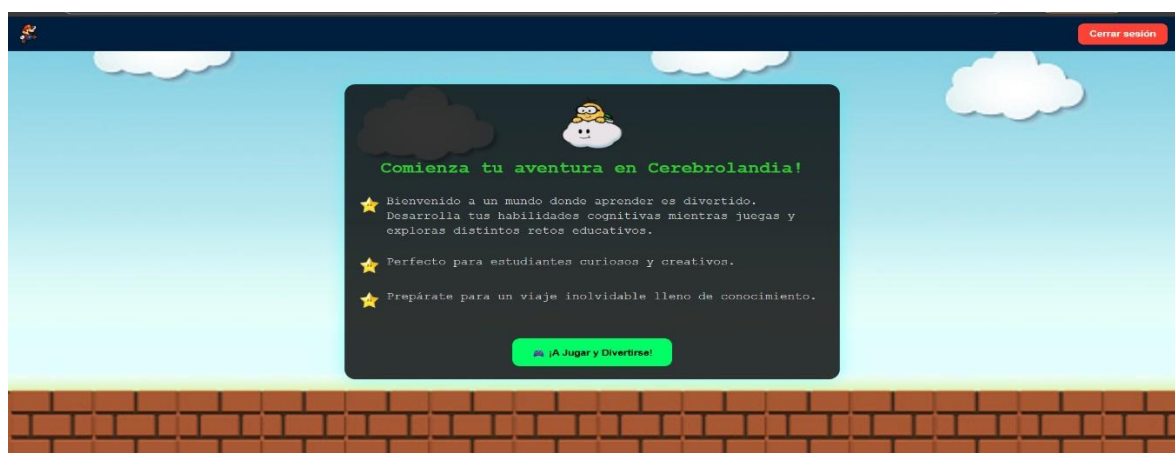 Cerrar sesión
Comienza tu aventura en Cerebrolandia!
Bienvenido a un mundo donde aprender es divertido.
Desarrolla tus habilidades cognitivas mientras juegas y
exploras distintos retos educativos.
Perfecto para estudiantes curiosos y creativos.
Prepárate para un viaje inolvidable lleno de conocimiento.
🎮 ¡A Jugar y Divertirse!